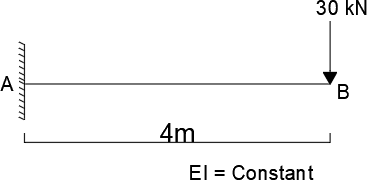 30 kN
A
B
4m
EI = Constant